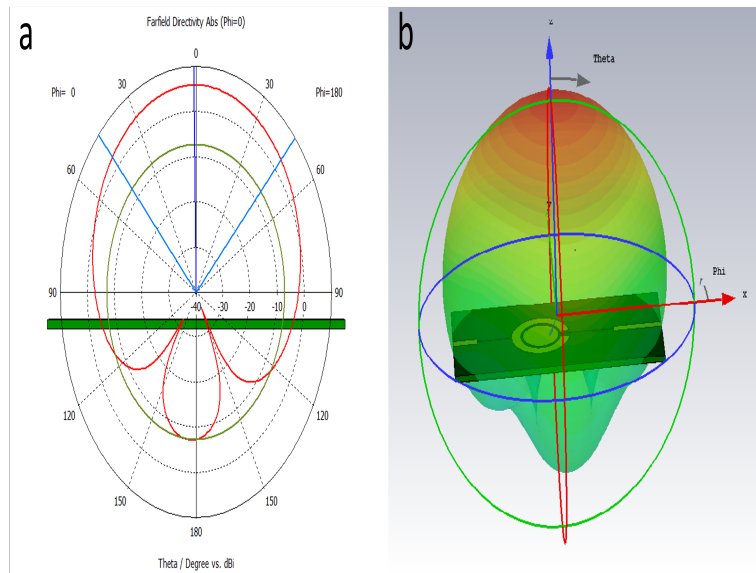 a
Farfield Directivity Abs (Phi=0)
0
30
30
Phi= 0
Phi=180
60
60
90
-40
-30
-20
-10
0
90
120
120
150
150
180
Theta / Degree vs. dBi
b
z
Theta
y
Phi
x